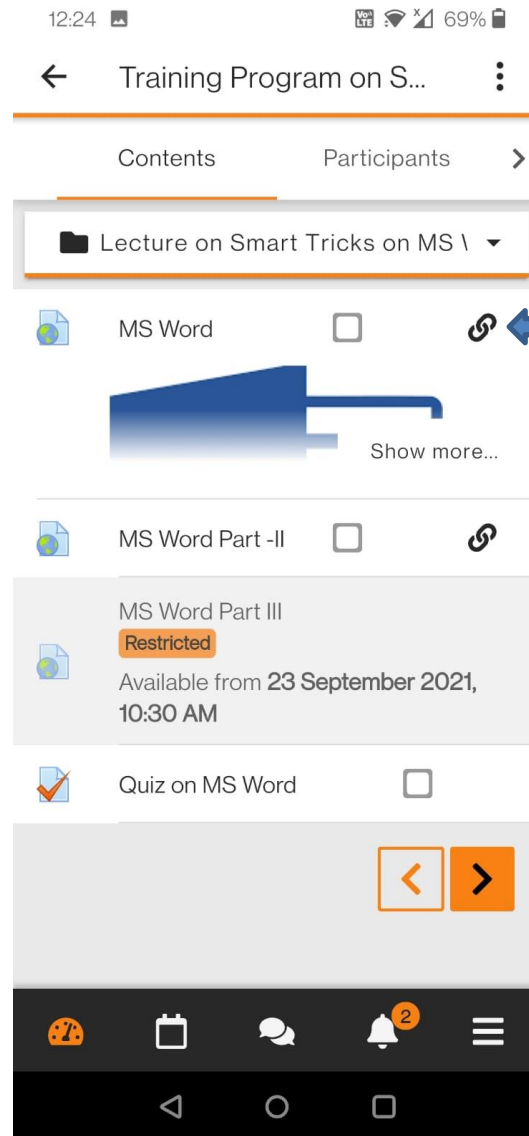 12:24 Vo)) LTE 69%
Training Program on S...
Contents Participants
Lecture on Smart Tricks on MS \
MS Word
Show more...
MS Word Part -II
MS Word Part III
Restricted
Available from 23 September 2021,
10:30 AM
Quiz on MS Word
2